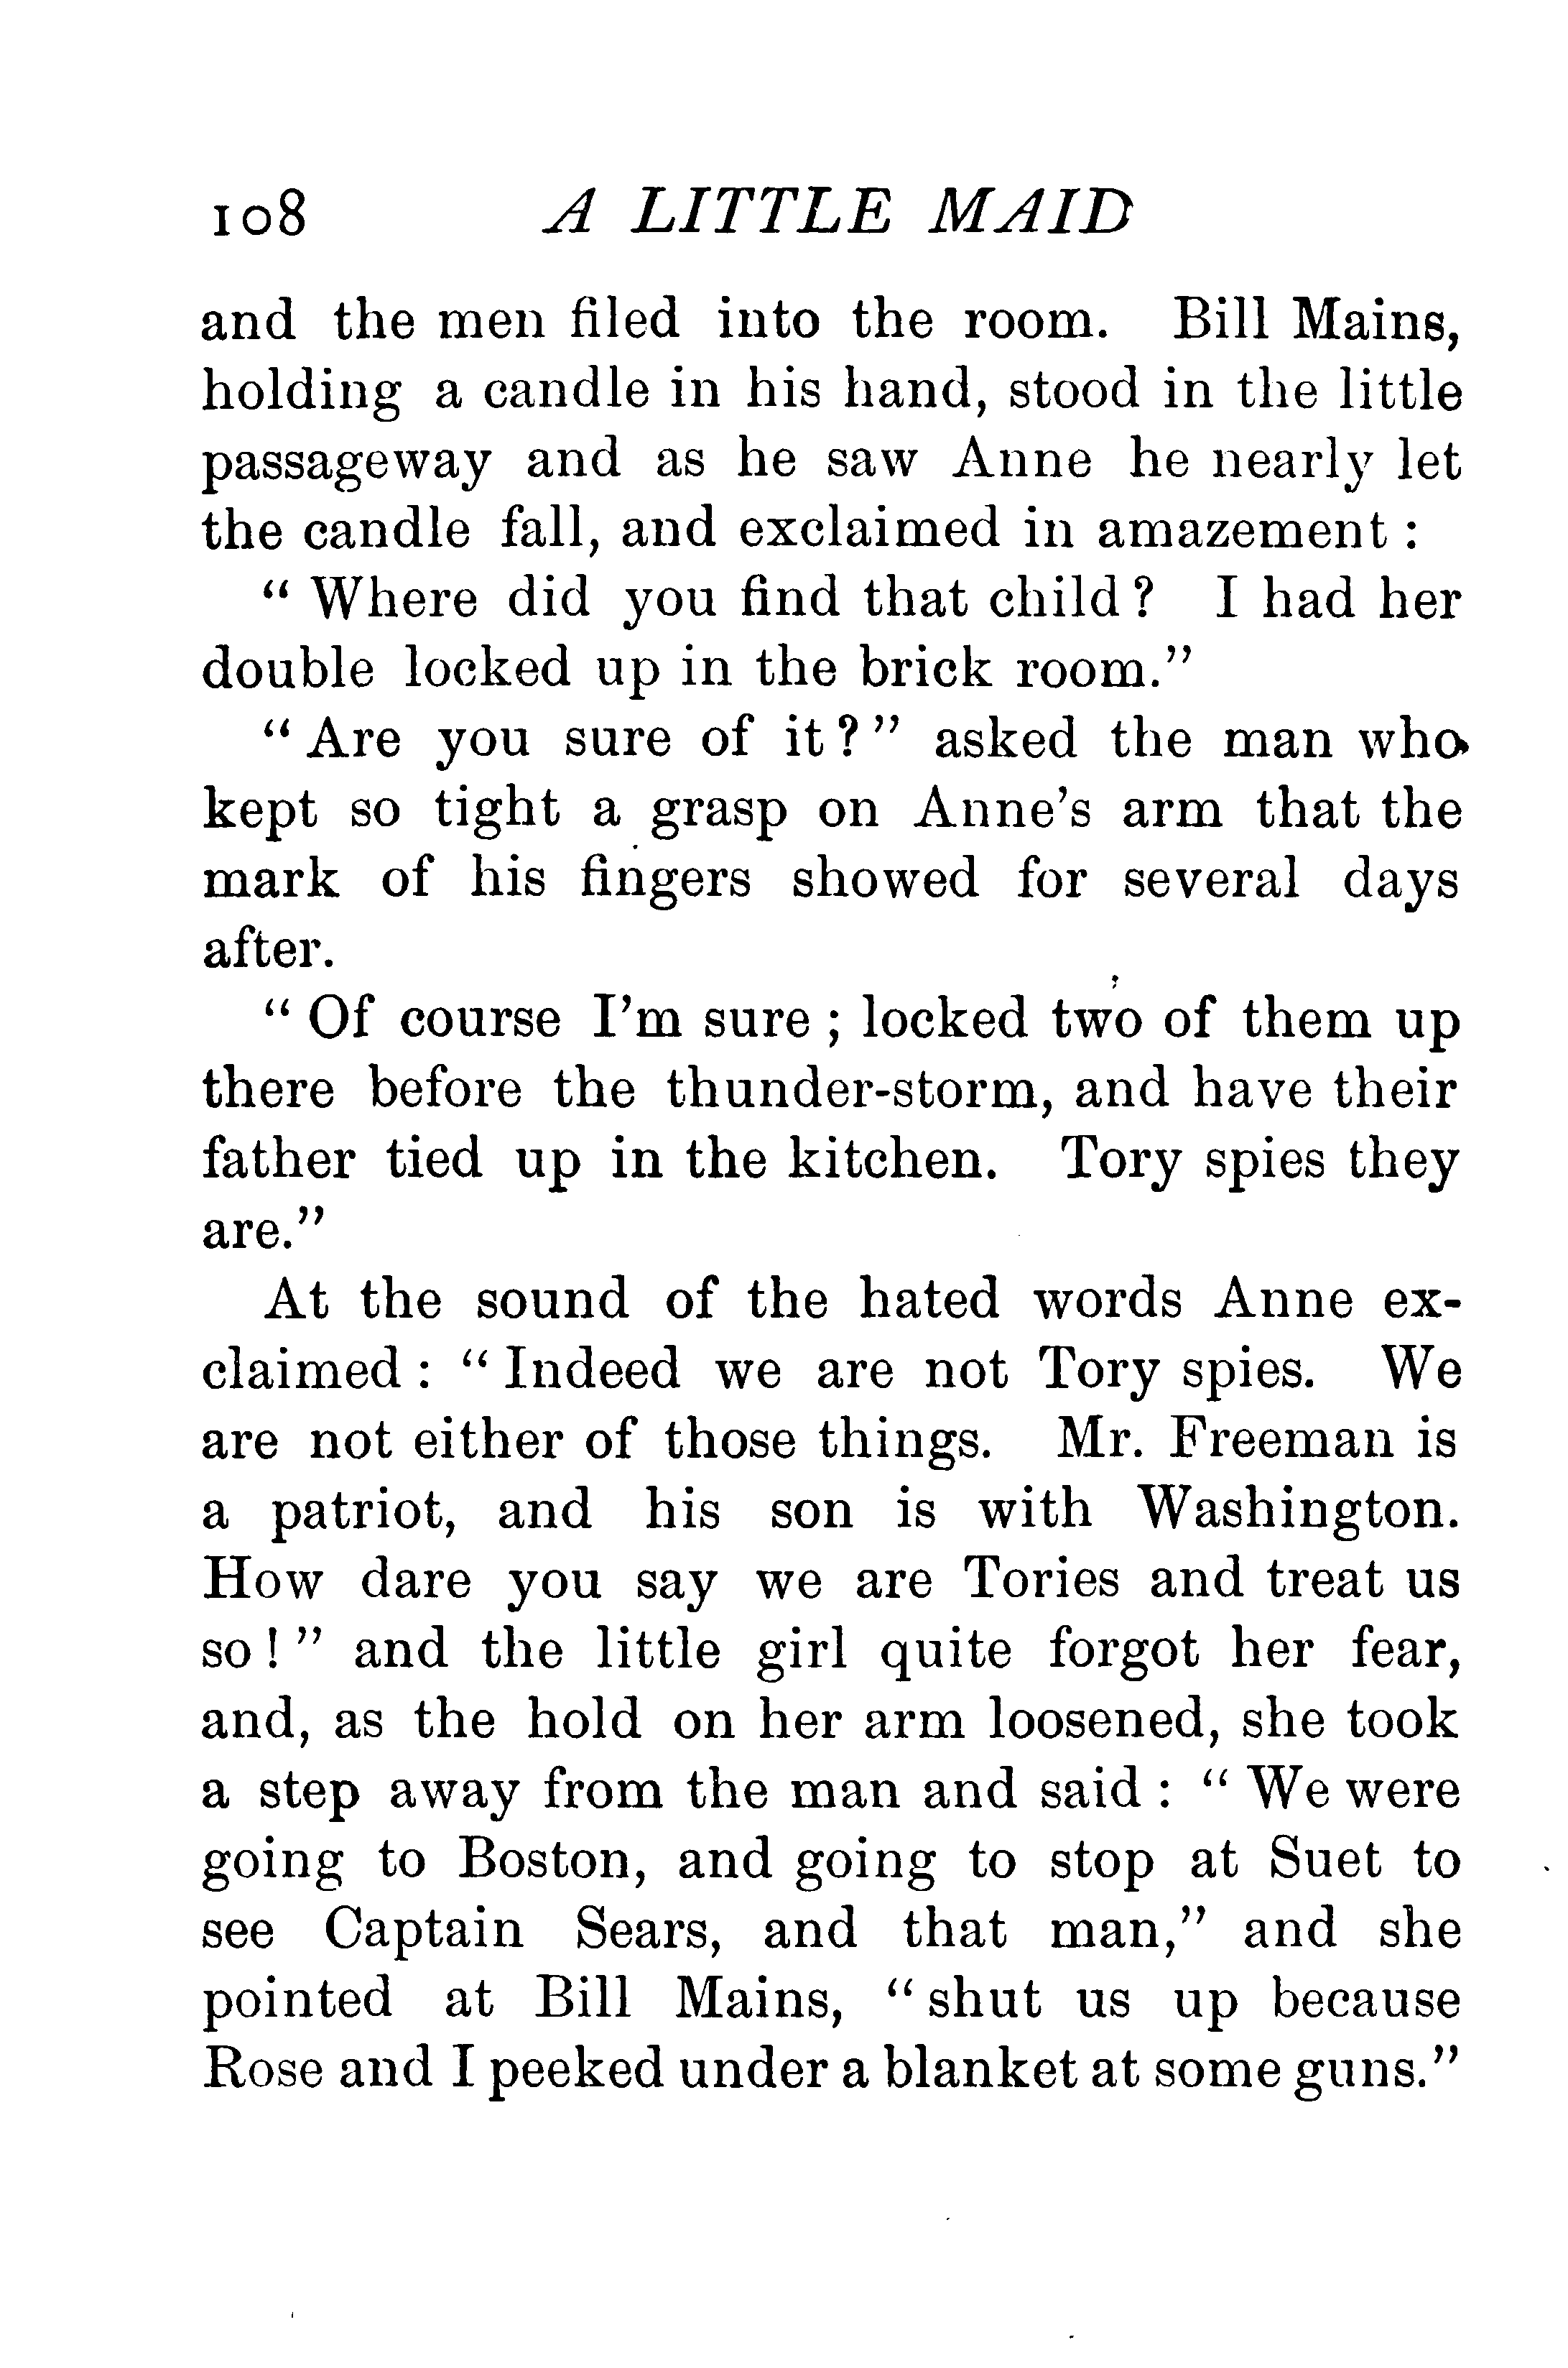 108 A LITTLE MAID
and the men filed into the room. Bill Mains,
holding a candle in his hand, stood in the little
passageway and as he saw Anne he nearly let
the candle fall, and exclaimed in amazement :
“ Where did you find that child ? I had her
double locked up in the brick room.”
“ Are you sure of it ? ” asked the man who
kept so tight a grasp on Anne’s arm that the
mark of his fingers showed for several days
after.
“ Of course I’m sure ; locked two of them up
there before the thunder-storm, and have their
father tied up in the kitchen. Tory spies they
are.”
At the sound of the hated words Anne ex-
claimed : “ Indeed we are not Tory spies. We
are not either of those things. Mr. Freeman is
a patriot, and his son is with Washington.
How dare you say we are Tories and treat us
so ! ” and the little girl quite forgot her fear,
and, as the hold on her arm loosened, she took
a step away from the man and said : “ We were
going to Boston, and going to stop at Suet to
see Captain Sears, and that man,” and she
pointed at Bill Mains, “ shut us up because
Rose and I peeked under a blanket at some guns.”